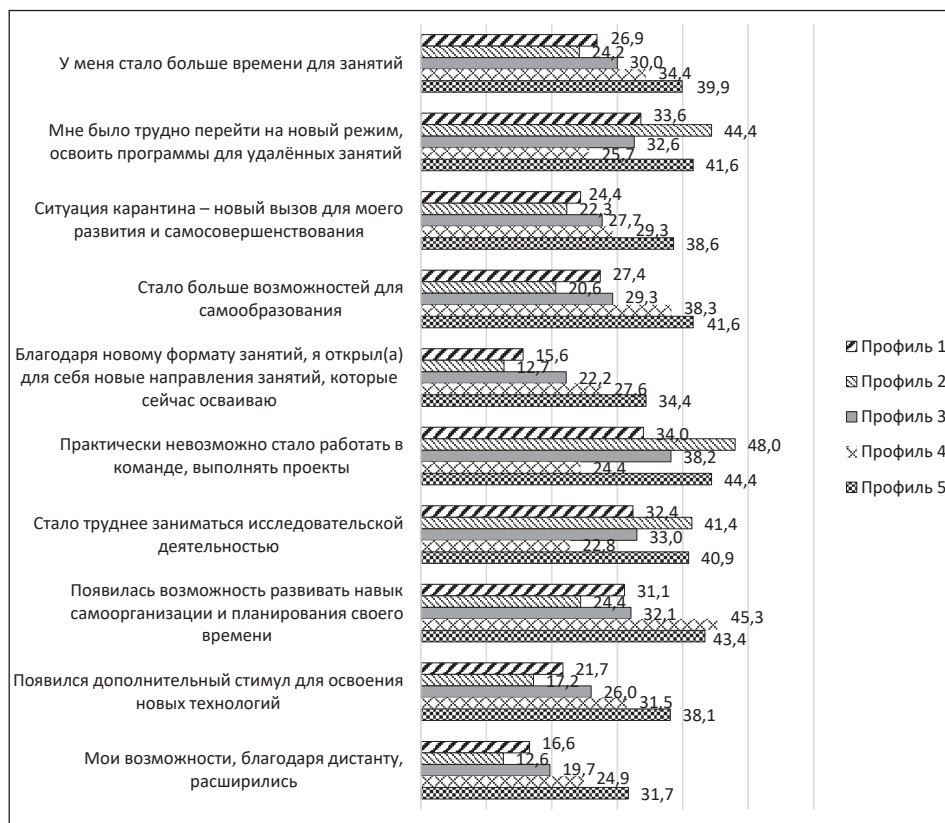 У меня стало больше времени для занятий
26,9
24,2
30,0
34,4
39,9
Мне было трудно перейти на новый режим,
освоить программы для удалённых занятий
33,6
44,4
32,6
25,7
41,6
Ситуация карантина – новый вызов для моего
развития и самосовершенствования
24,4
22,3
27,7
29,3
38,6
Стало больше возможностей для
самообразования
27,4
20,6
29,3
38,3
41,6
Благодаря новому формату занятий, я открыл(а)
для себя новые направления занятий, которые
сейчас осваиваю
15,6
12,7
22,2
27,6
34,4
Практически невозможно стало работать в
команде, выполнять проекты
34,0
48,0
38,2
24,4
44,4
Стало труднее заниматься исследовательской
деятельностью
32,4
41,4
33,0
22,8
40,9
Появилась возможность развивать навык
самоорганизации и планирования своего
времени
31,1
24,4
32,1
45,3
43,4
Появился дополнительный стимул для освоения
новых технологий
21,7
17,2
26,0
31,5
38,1
Мои возможности, благодаря дистанту,
расширились
16,6
12,6
19,7
24,9
31,7
Профиль 1
Профиль 2
Профиль 3
Профиль 4
Профиль 5